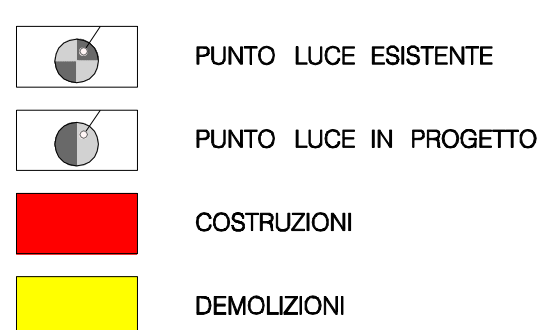 PUNTO LUCE ESISTENTE
PUNTO LUCE IN PROGETTO
COSTRUZIONI
DEMOLIZIONI